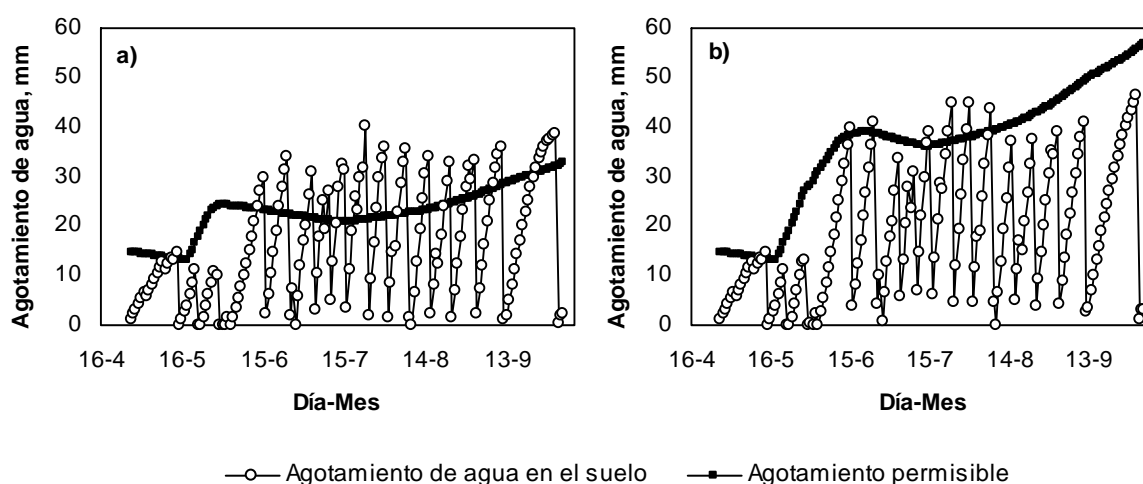 a)
Agotamiento de agua, mm
60
50
40
30
20
10
0
16-4 16-5 15-6 15-7 14-8 13-9
Día-Mes
b)
Agotamiento de agua, mm
60
50
40
30
20
10
0
16-4 16-5 15-6 15-7 14-8 13-9
Día-Mes
Agotamiento de agua en el suelo Agotamiento permisible